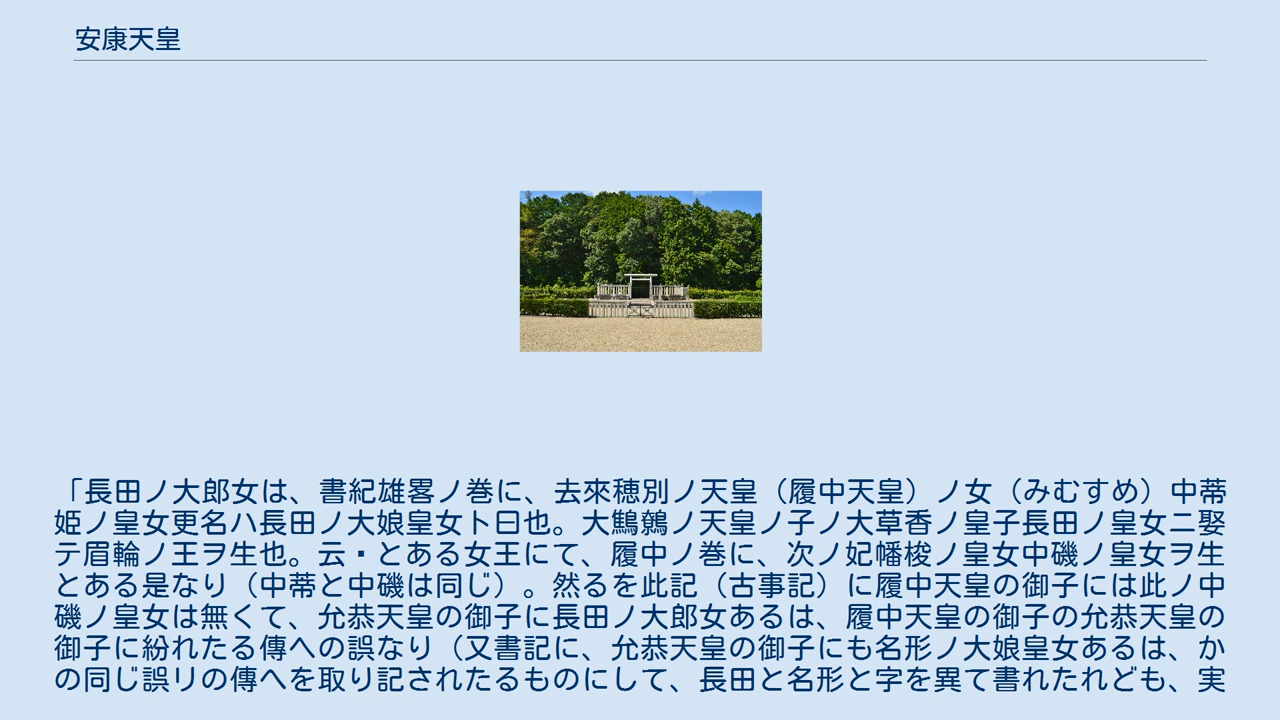 安康天皇
「長田ノ大郎女は、書紀雄畧ノ巻に、去來穂別ノ天皇（履中天皇）ノ女（みむすめ）中蒂
姫ノ皇女更名ハ長田ノ大娘皇女ト曰也。大鷦鷯ノ天皇ノ子ノ大草香ノ皇子長田ノ皇女ニ娶
テ眉輪ノ王ヲ生也。云〻とある女王にて、履中ノ巻に、次ノ妃幡梭ノ皇女中磯ノ皇女ヲ生
とある是なり（中蒂と中磯は同じ）。然るを此記（古事記）に履中天皇の御子には此ノ中
磯ノ皇女は無くて、允恭天皇の御子に長田ノ大郎女あるは、履中天皇の御子の允恭天皇の
御子に紛れたる傳への誤なり（又書記に、允恭天皇の御子にも名形ノ大娘皇女あるは、か
の同じ誤リの傳へを取り記されたるものにして、長田と名形と字を異て書れたれども、実